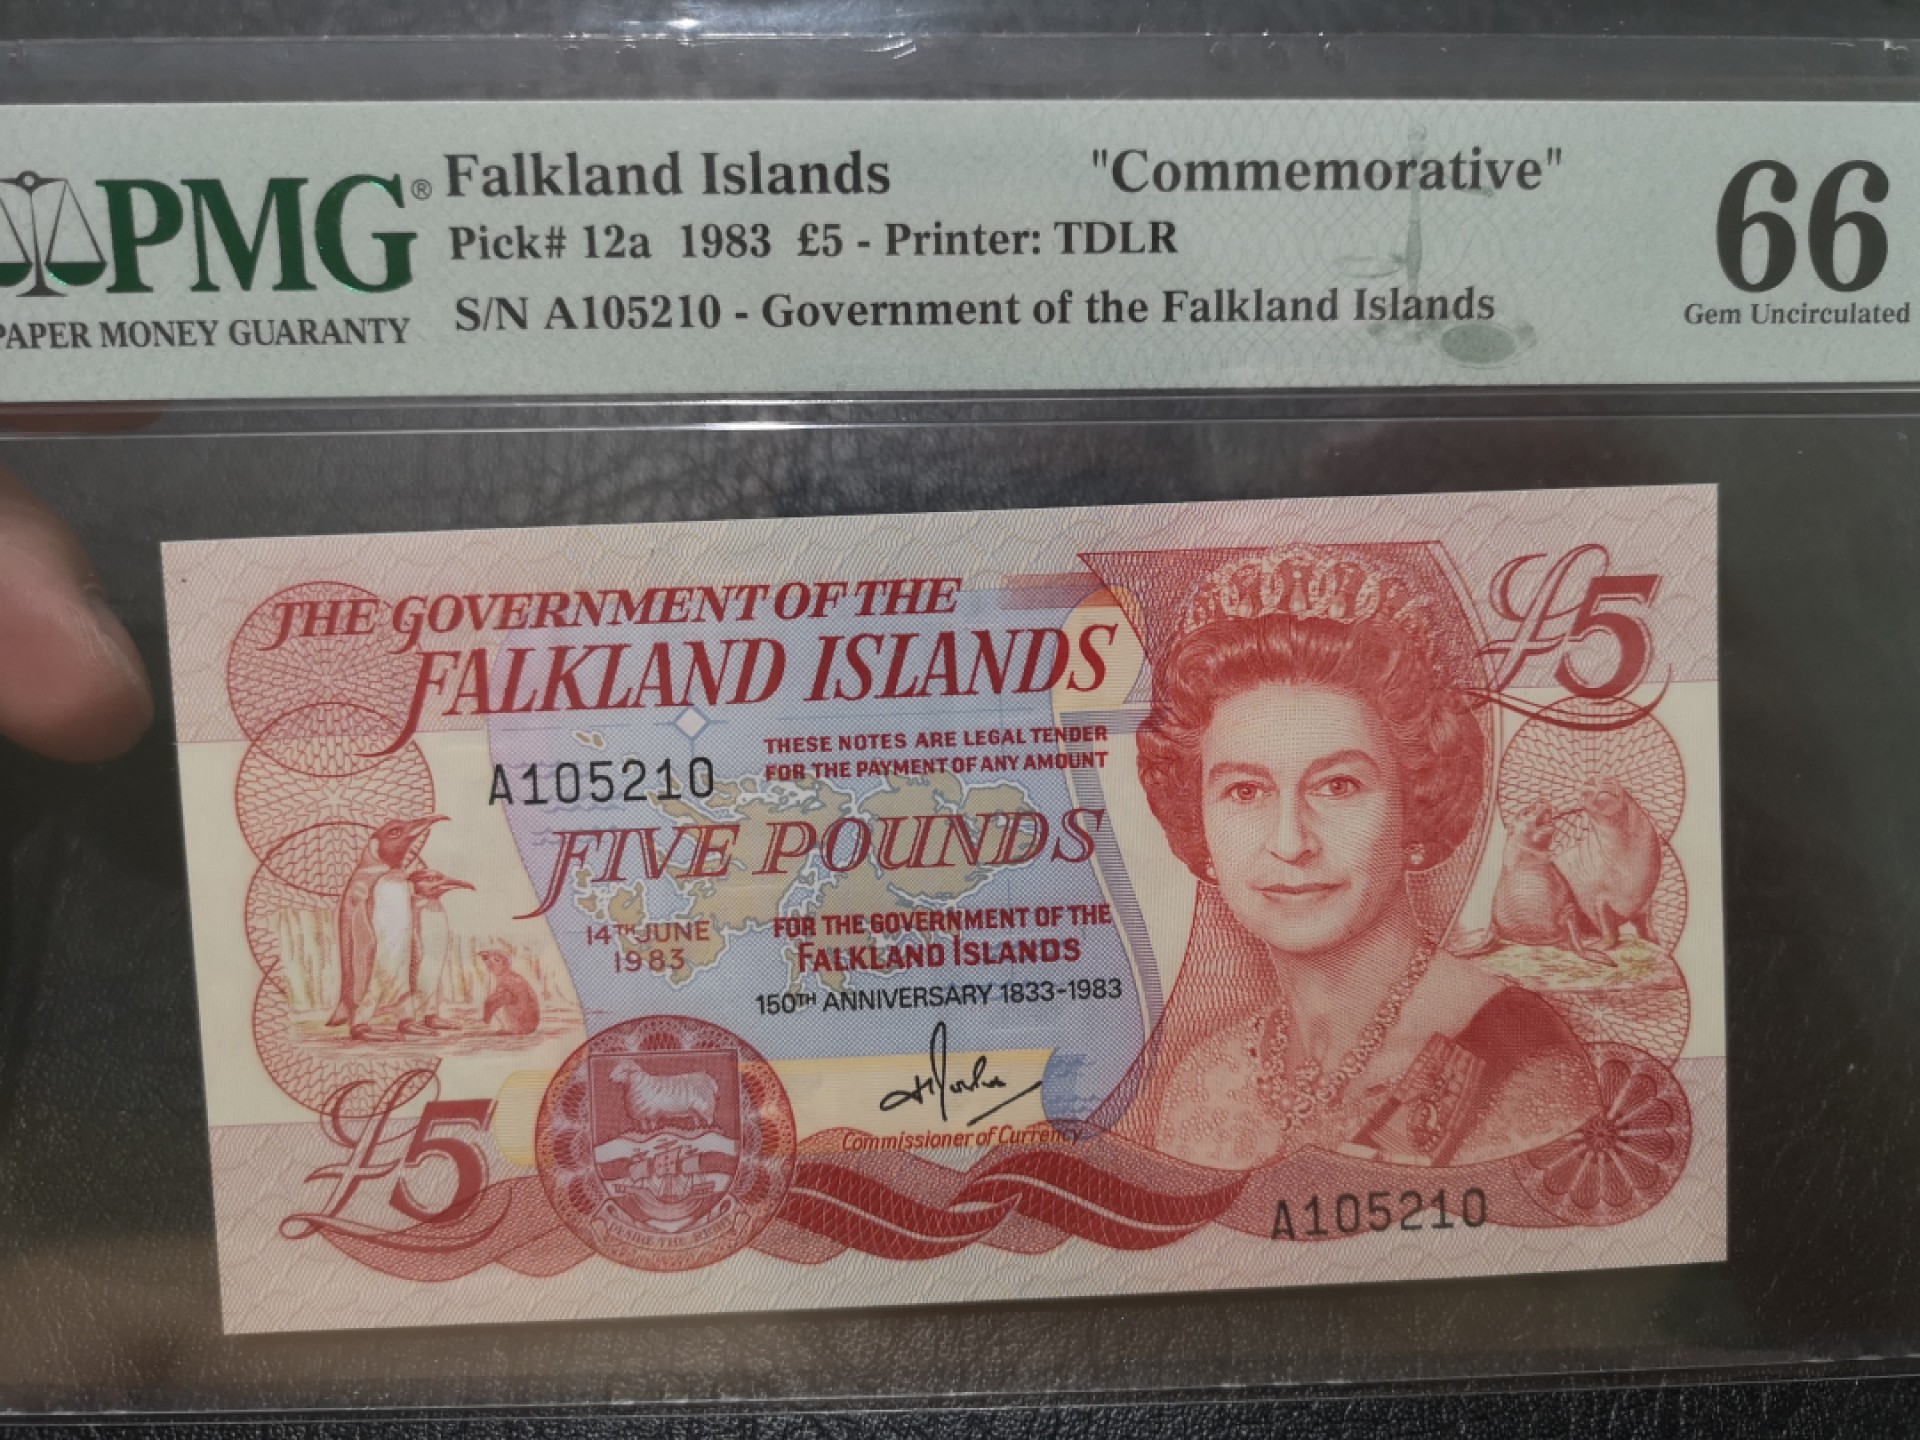 PMG®
PAPER MONEY GUARANTY
Falkland Islands "Commemorative"
Pick# 12a 1983 £5 - Printer: TDLR
S/N A105210 - Government of the Falkland Islands
66
Gem Uncirculated
THE GOVERNMENT OF THE
FALKLAND ISLANDS
£5
THESE NOTES ARE LEGAL TENDER
FOR THE PAYMENT OF ANY AMOUNT
A105210
FIVE POUNDS
14TH JUNE
1983
FOR THE GOVERNMENT OF THE
FALKLAND ISLANDS
150TH ANNIVERSARY 1833-1983
Commissioner of Currency
£5
DESIRE THE RIGHT
A105210